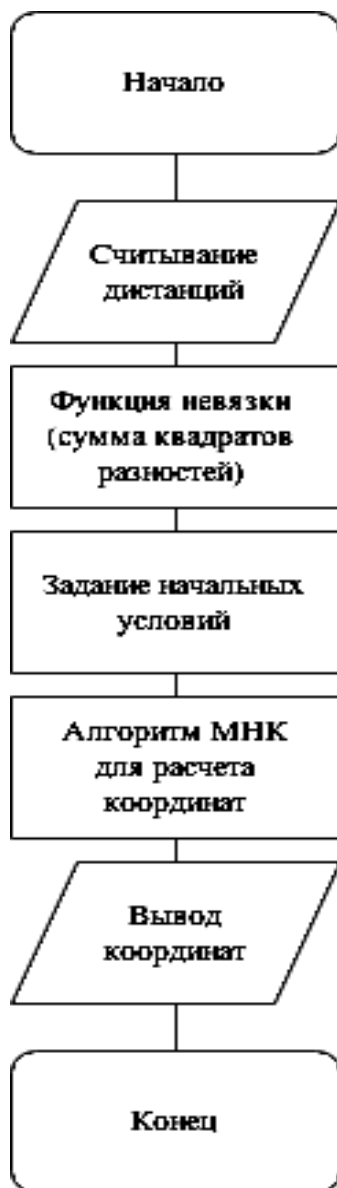 Начало
Считывание
дистанций
Функция невязки
(сумма квадратов
разностей)
Задание начальных
условий
Алгоритм МНК
для расчета
координат
Вывод
координат
Конец